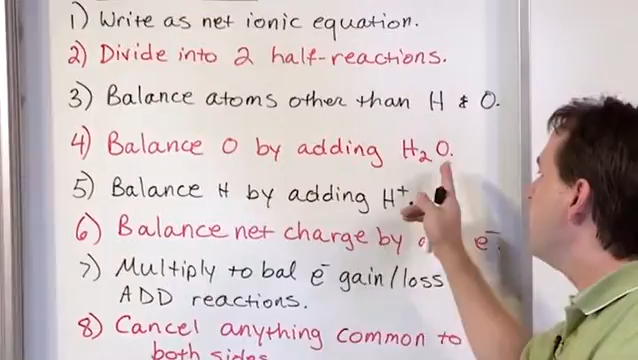 1) Write as net ionic equation.
2) Divide into 2 half-reactions.
3) Balance atoms other than H & O.
4) Balance O by adding H₂O.
5) Balance H by adding H⁺.
6) Balance net charge by e⁻.
7) Multiply to bal e⁻ gain/loss
ADD reactions.
8) Cancel anything common to
both sides